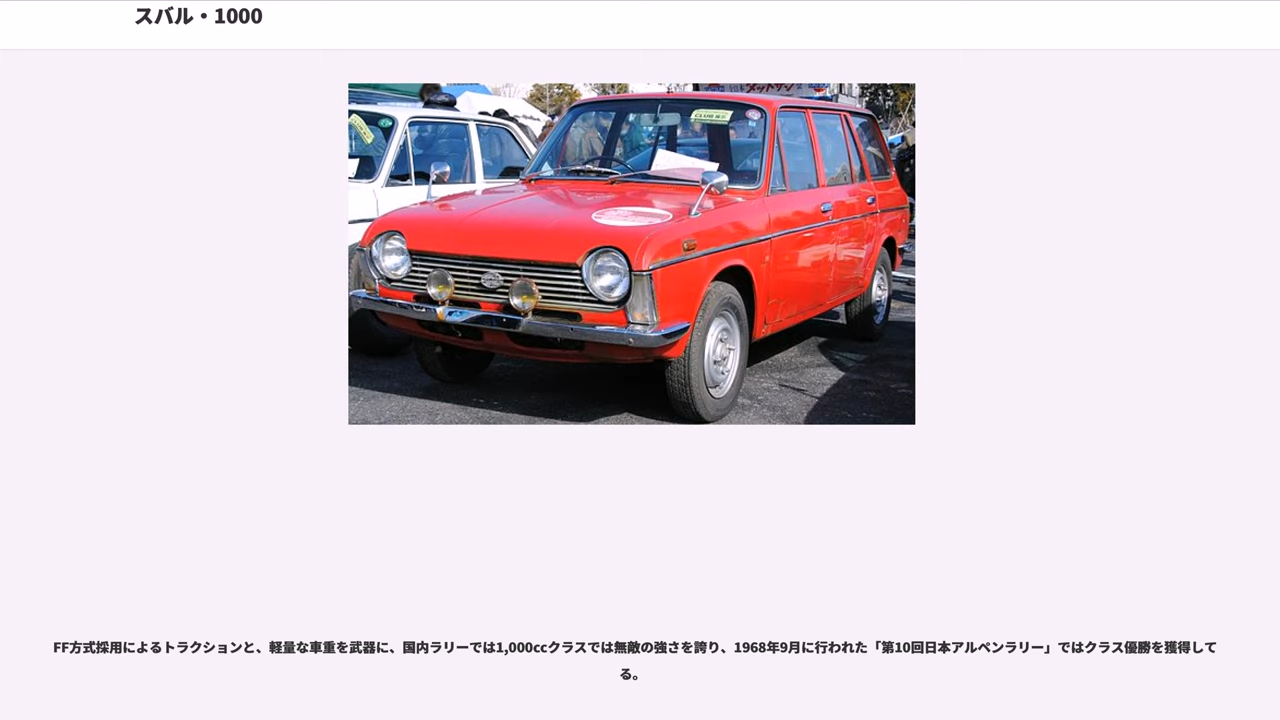 スバル・1000
CLUB
FF方式採用によるトラクションと、軽量な車重を武器に、国内ラリーでは1,000ccクラスでは無敵の強さを誇り、1968年9月に行われた「第10回日本アルペンラリー」ではクラス優勝を獲得して
る。